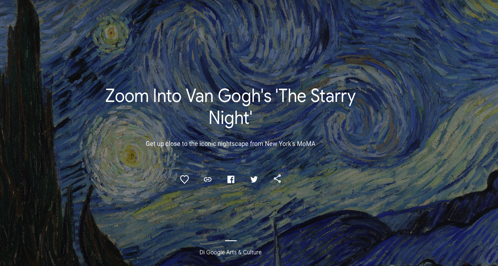 Zoom Into Van Gogh's 'The Starry
Night'
Get up close to the iconic nightscape from New York's MoMA
Di Google Arts & Culture